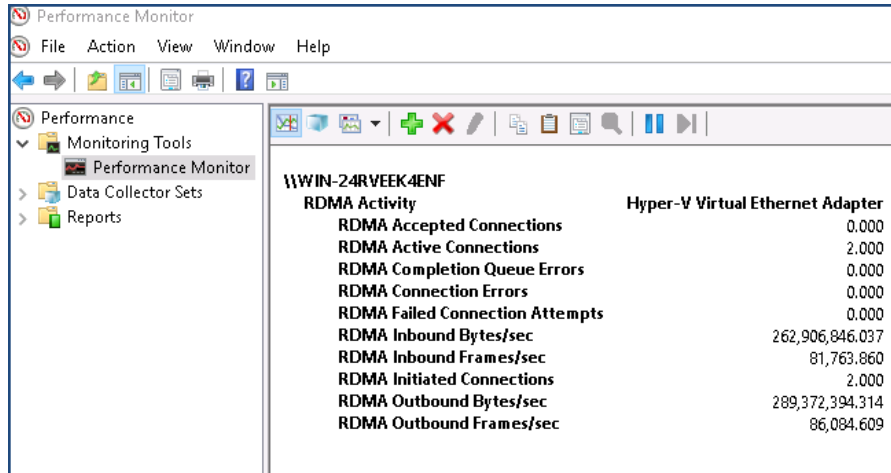 Performance Monitor
File Action View Window Help
Performance
Monitoring Tools
Performance Monitor
Data Collector Sets
Reports
\\WIN-24RVEEK4ENF
RDMA Activity Hyper-V Virtual Ethernet Adapter
RDMA Accepted Connections 0.000
RDMA Active Connections 2.000
RDMA Completion Queue Errors 0.000
RDMA Connection Errors 0.000
RDMA Failed Connection Attempts 0.000
RDMA Inbound Bytes/sec 262,906,846.037
RDMA Inbound Frames/sec 81,763.860
RDMA Initiated Connections 2.000
RDMA Outbound Bytes/sec 289,372,394.314
RDMA Outbound Frames/sec 86,084.609